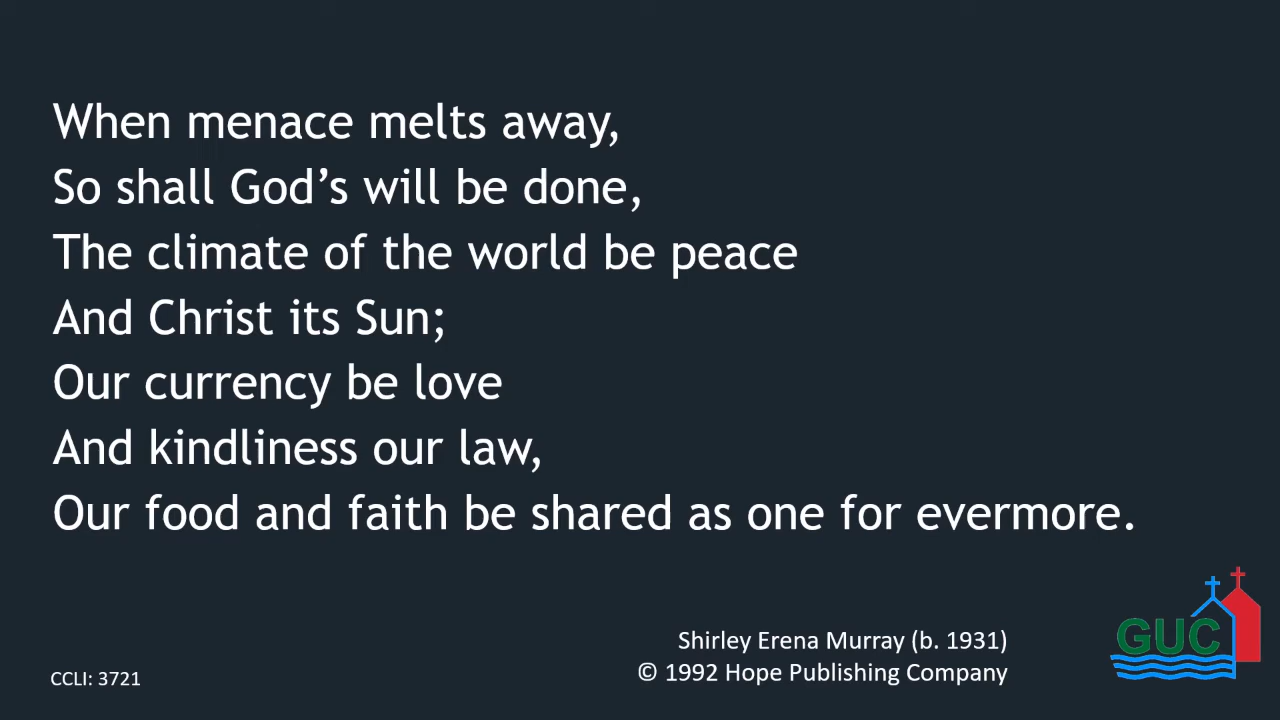 When menace melts away,
So shall God’s will be done,
The climate of the world be peace
And Christ its Sun;
Our currency be love
And kindliness our law,
Our food and faith be shared as one for evermore.
Shirley Erena Murray (b. 1931)
© 1992 Hope Publishing Company
CCLI: 3721
GUC